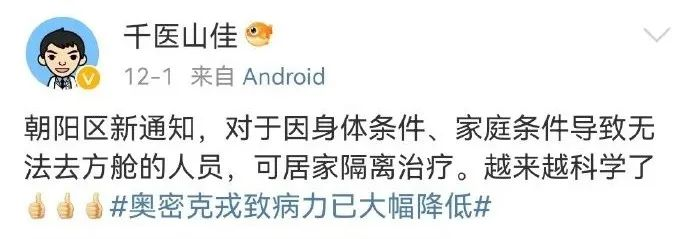 千医山佳
12-1 来自 Android
朝阳区新通知，对于因身体条件、家庭条件导致无
法去方舱的人员，可居家隔离治疗。越来越科学了
👍👍👍#奥密克戎致病力已大幅降低#